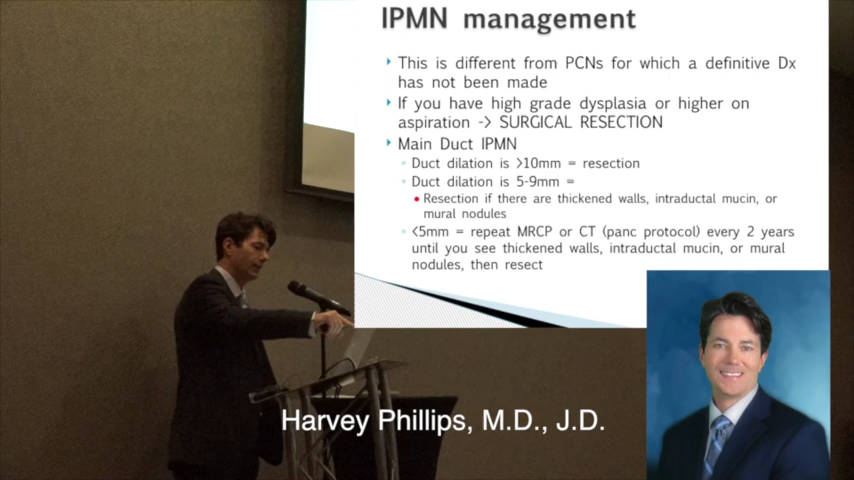 IPMN management
This is different from PCNs for which a definitive Dx
has not been made
If you have high grade dysplasia or higher on
aspiration -> SURGICAL RESECTION
Main Duct IPMN
Duct dilation is >10mm = resection
Duct dilation is 5-9mm =
Resection if there are thickened walls, intraductal mucin, or
mural nodules
<5mm = repeat MRCP or CT (panc protocol) every 2 years
until you see thickened walls, intraductal mucin, or mural
nodules, then resect
Harvey Phillips, M.D., J.D.